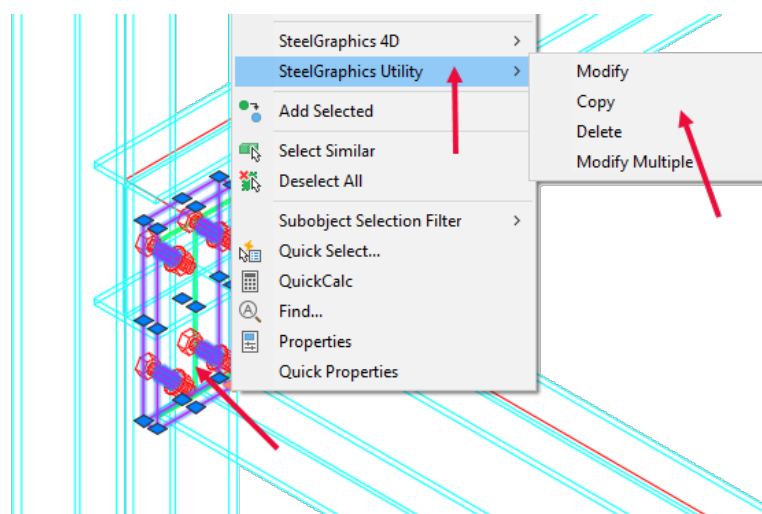 SteelGraphics 4D
SteelGraphics Utility
Add Selected
Select Similar
Deselect All
Subobject Selection Filter
Quick Select...
QuickCalc
Find...
Properties
Quick Properties
Modify
Copy
Delete
Modify Multiple